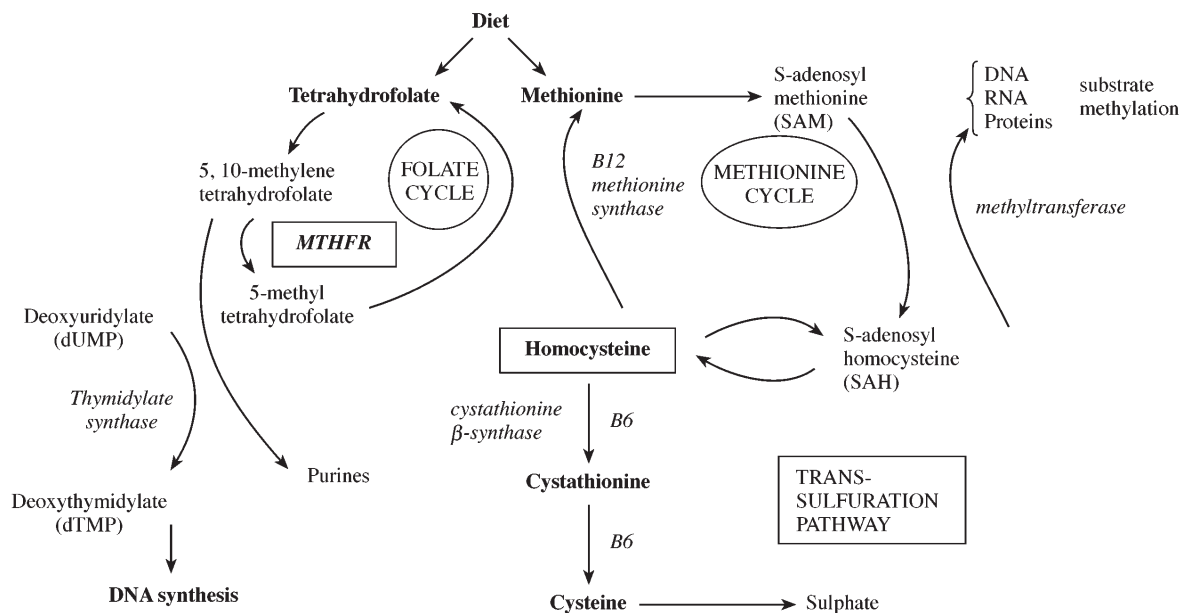 Diet
Tetrahydrofolate
Methionine
S-adenosyl
methionine
(SAM)
DNA
RNA
Proteins
substrate
methylation
5, 10-methylene
tetrahydrofolate
FOLATE
CYCLE
B12
methionine
synthase
METHIONINE
CYCLE
methyltransferase
MTHFR
5-methyl
tetrahydrofolate
Deoxyuridylate
(dUMP)
Homocysteine
S-adenosyl
homocysteine
(SAH)
Thymidylate
synthase
cystathionine
β-synthase
B6
Purines
Cystathionine
TRANS-
SULFURATION
PATHWAY
Deoxythymidylate
(dTMP)
B6
DNA synthesis
Cysteine
Sulphate